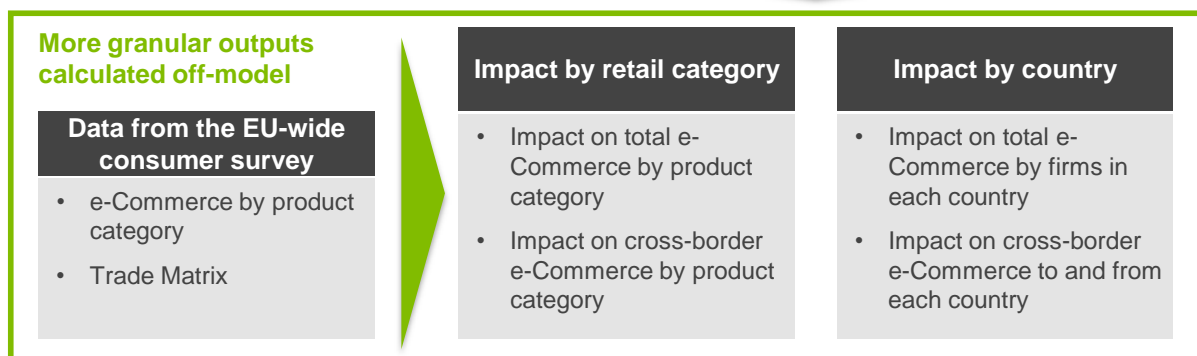 More granular outputs
calculated off-model
Data from the EU-wide
consumer survey
• e-Commerce by product
category
• Trade Matrix
Impact by retail category
• Impact on total e-
Commerce by product
category
• Impact on cross-border
e-Commerce by product
category
Impact by country
• Impact on total e-
Commerce by firms in
each country
• Impact on cross-border
e-Commerce to and from
each country